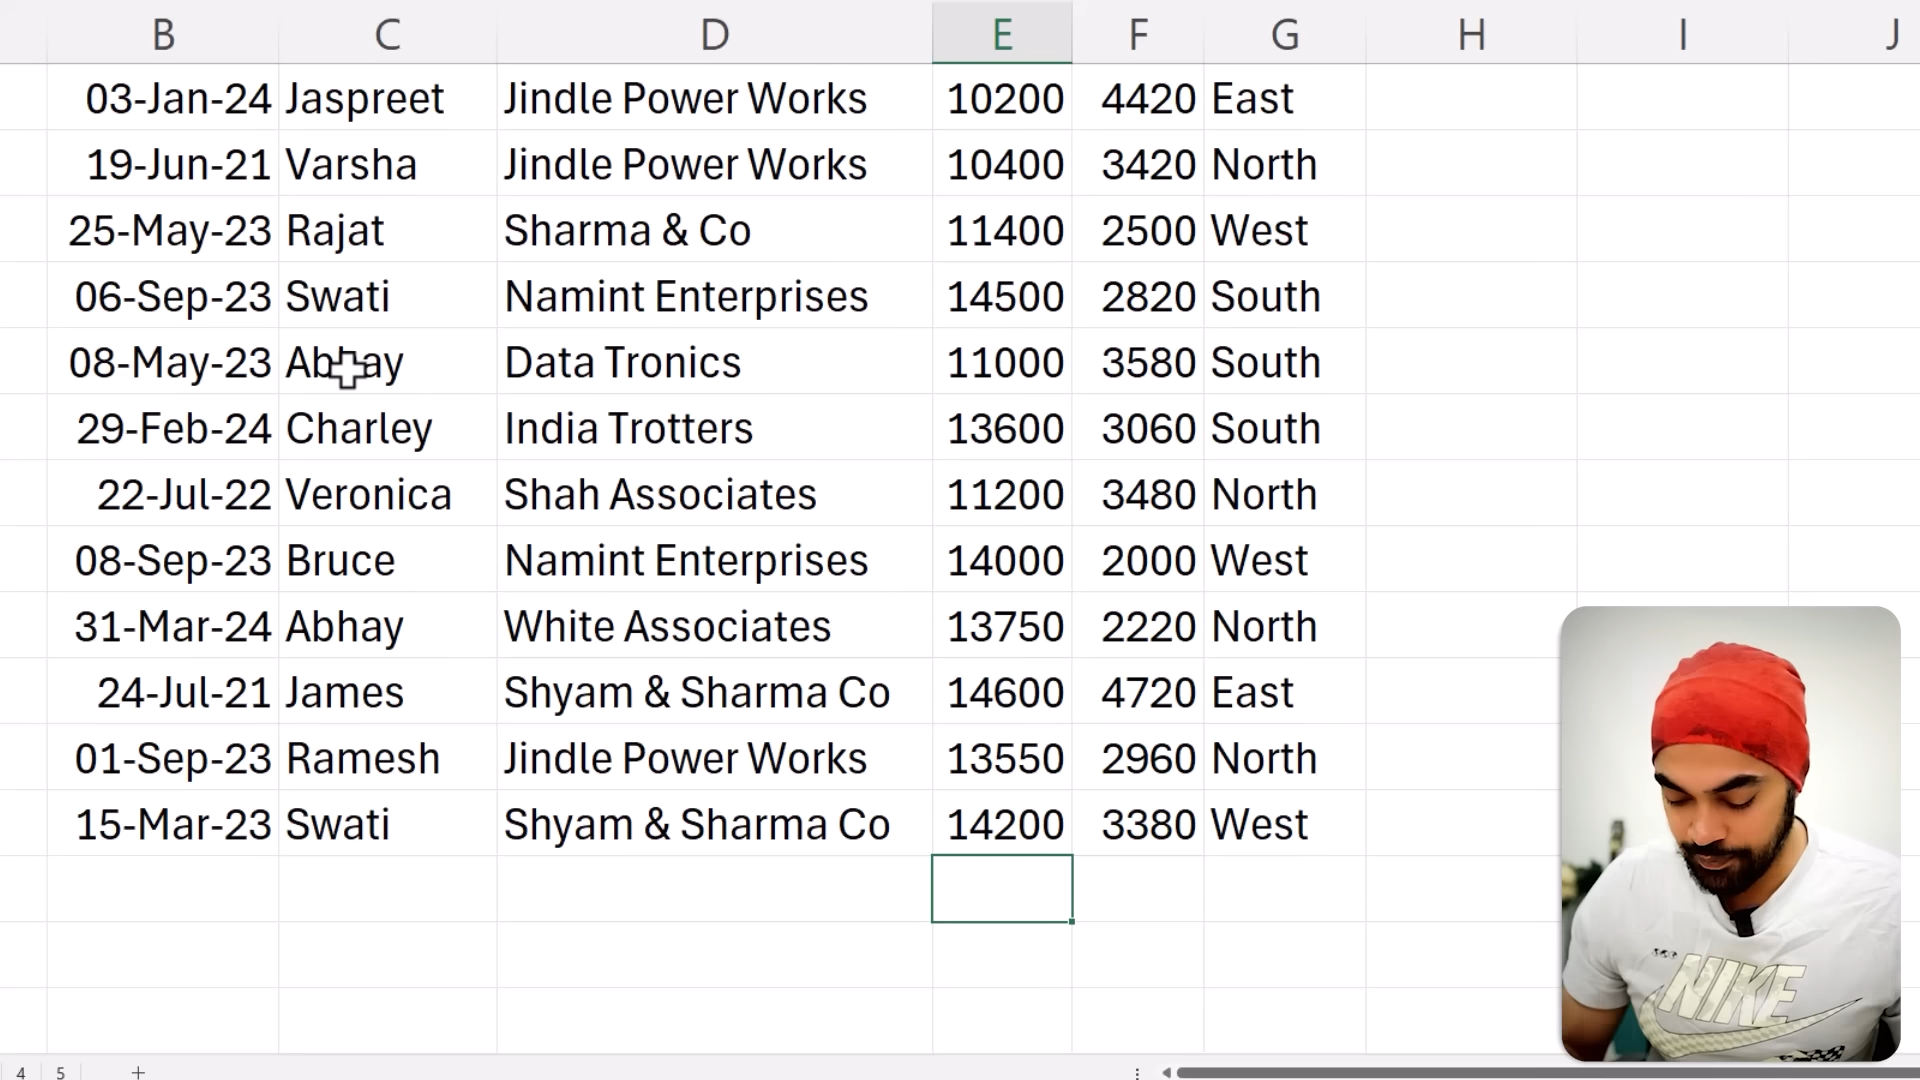 B C D E F G H I J
03-Jan-24 Jaspreet Jindle Power Works 10200 4420 East
19-Jun-21 Varsha Jindle Power Works 10400 3420 North
25-May-23 Rajat Sharma & Co 11400 2500 West
06-Sep-23 Swati Namint Enterprises 14500 2820 South
08-May-23 Abhay Data Tronics 11000 3580 South
29-Feb-24 Charley India Trotters 13600 3060 South
22-Jul-22 Veronica Shah Associates 11200 3480 North
08-Sep-23 Bruce Namint Enterprises 14000 2000 West
31-Mar-24 Abhay White Associates 13750 2220 North
24-Jul-21 James Shyam & Sharma Co 14600 4720 East
01-Sep-23 Ramesh Jindle Power Works 13550 2960 North
15-Mar-23 Swati Shyam & Sharma Co 14200 3380 West
NIKE
4 5 +